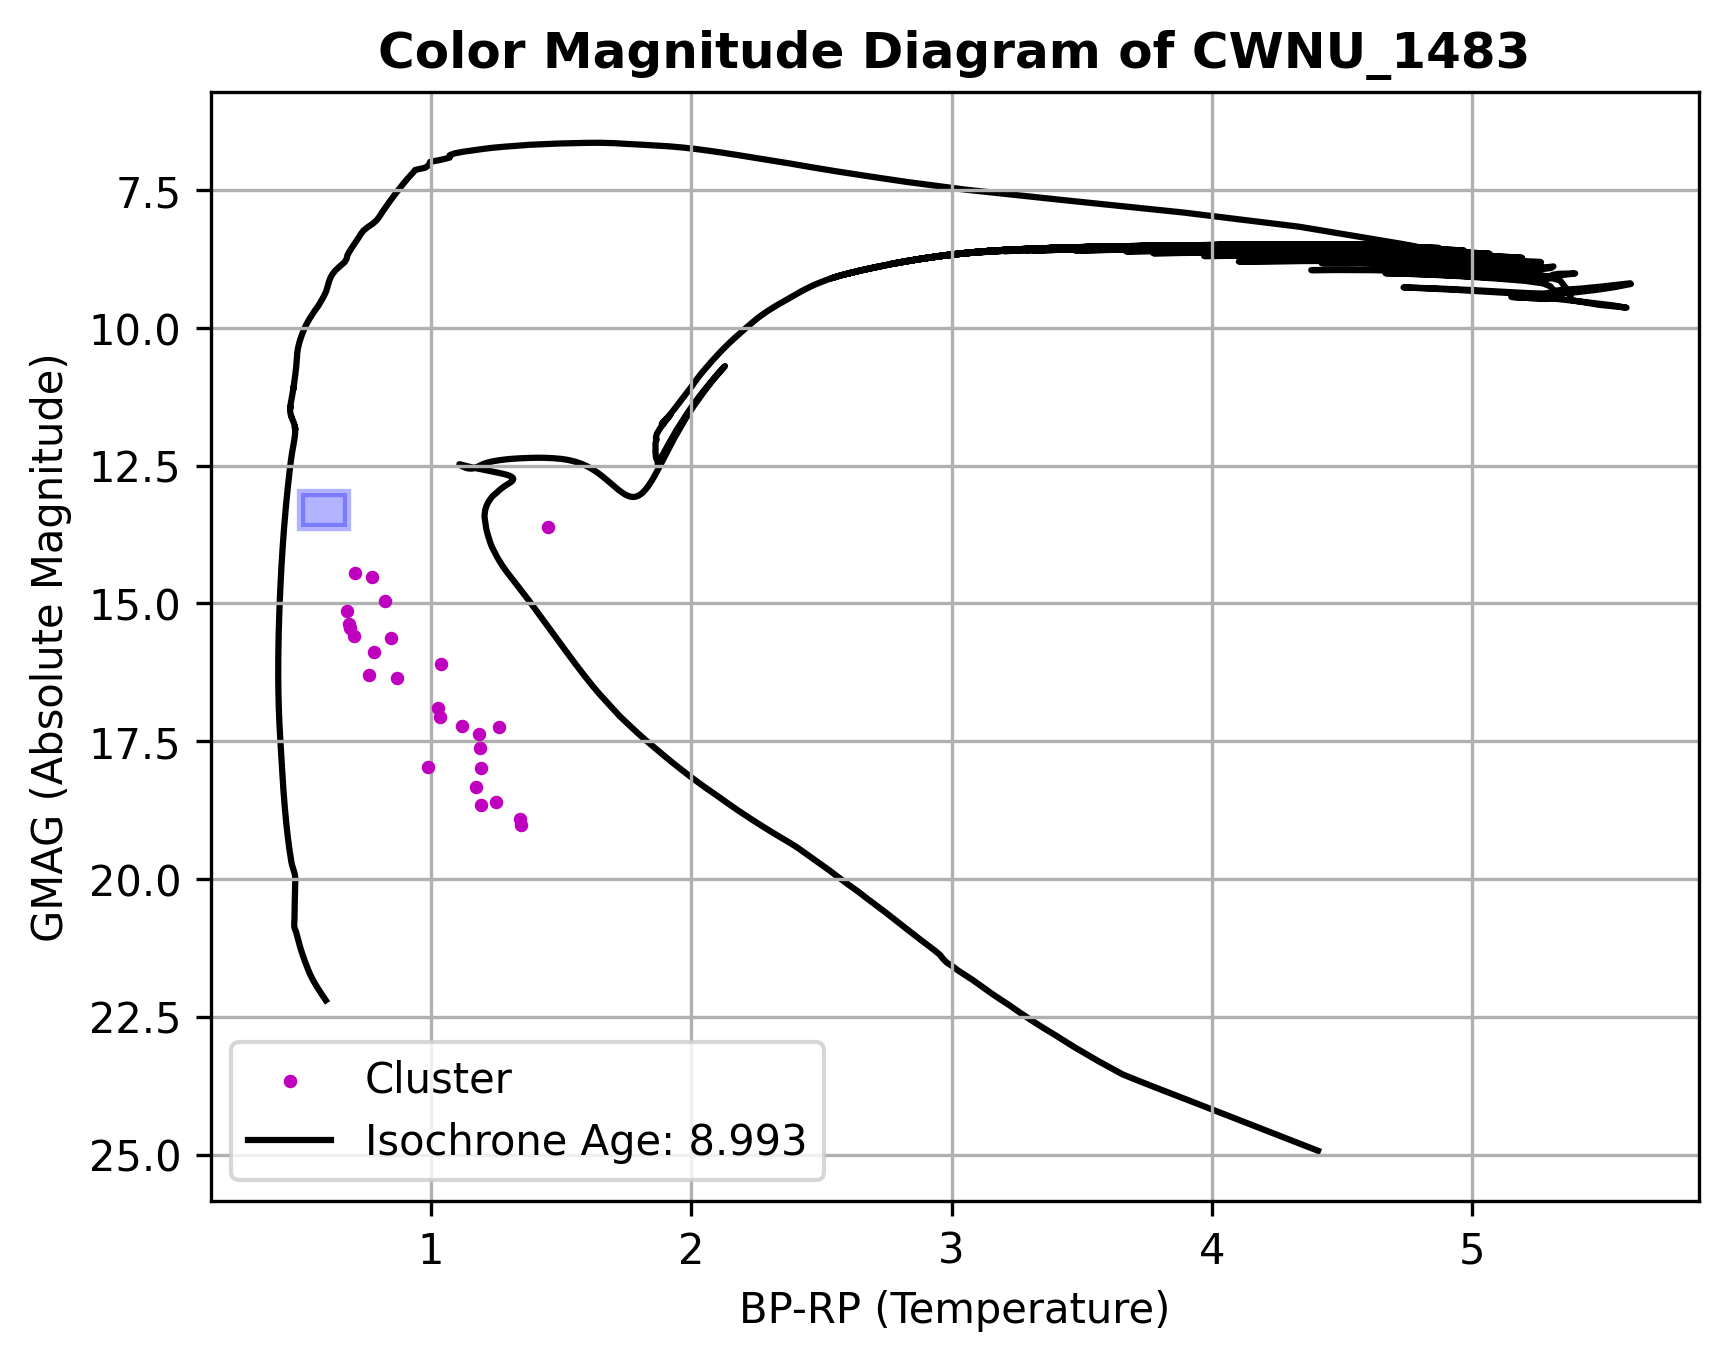 Color Magnitude Diagram of CWNU_1483
GMAG (Absolute Magnitude)
7.5
10.0
12.5
15.0
17.5
20.0
22.5
25.0
Cluster
Isochrone Age: 8.993
1 2 3 4 5
BP-RP (Temperature)